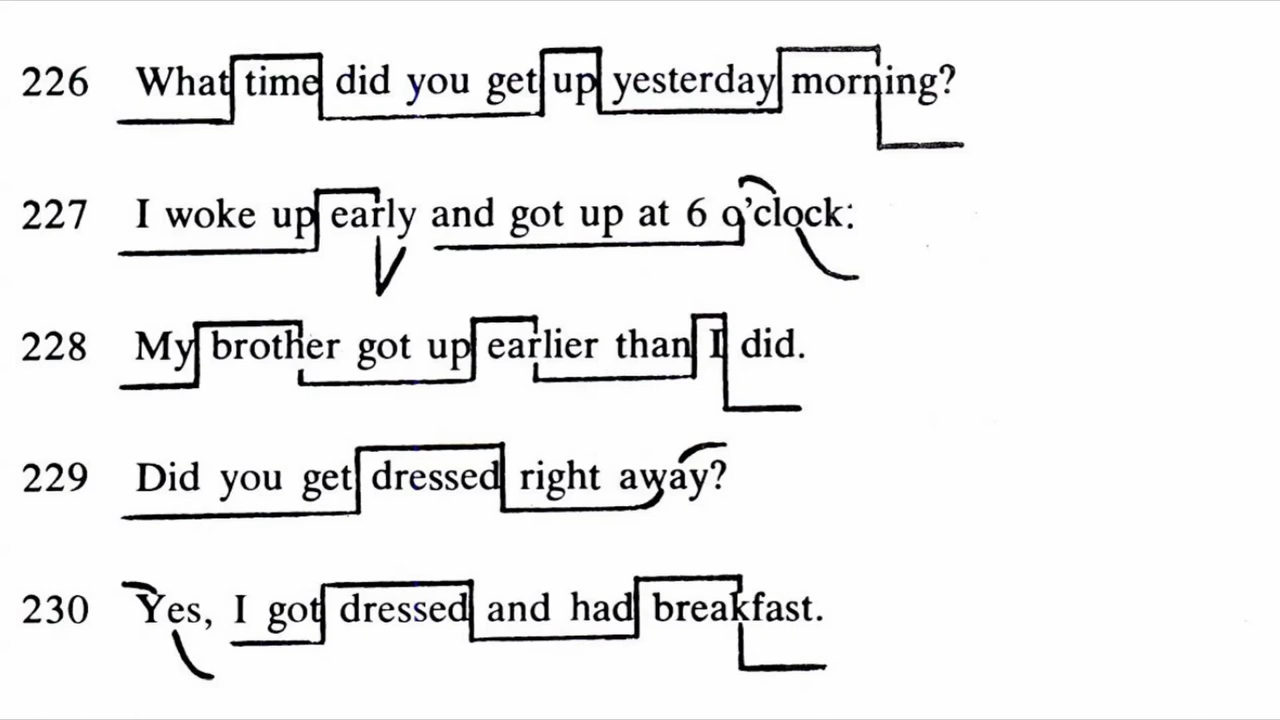 226 What time did you get up yesterday morning?
227 I woke up early and got up at 6 o'clock:
228 My brother got up earlier than I did.
229 Did you get dressed right away?
230 Yes, I got dressed and had breakfast.